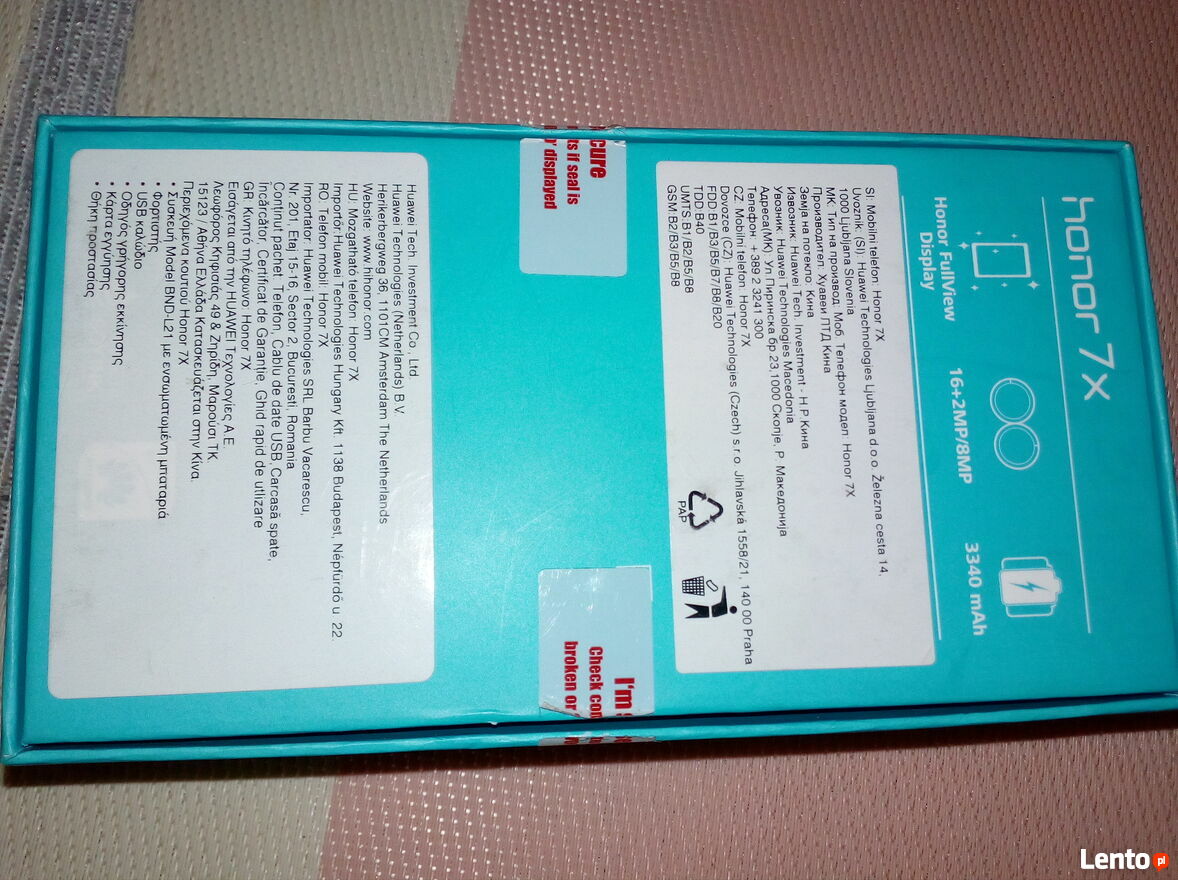 honor 7x
Honor FullView
Display
16+2MP/8MP
3340 mAh
SI: Mobilni telefon: Honor 7X
Uvoznik: (SI): Huawei Technologies Ljubljana d.o.o. Železna cesta 14,
1000 Ljubljana Slovenia
МК: Тип на производ: Моб. Телефон модел: Honor 7X
Производител: Хуавеи ЛТД Кина
Земја на потекло: Кина
Извозник: Huawei Tech. Investment - Н.Р.Кина
Увозник: Huawei Technologies Macedonia
Адреса(МК): Ул.Пиринска бр.23,1000 Скопје, Р. Македонија
Телефон: + 389 2 3241 300
CZ: Mobilní telefon: Honor 7X
Dovozce (CZ): Huawei Technologies (Czech) s.r.o. Jihlavská 1558/21, 140 00 Praha
FDD:B1/B3/B5/B7/B8/B20
TDD:B40
UMTS:B1/B2/B5/B8
GSM:B2/B3/B5/B8
PAP
cure
ts if seal is
r displayed
I'm
Check con
broken or
Huawei Tech. Investment Co., Ltd.
Huawei Technologies (Netherlands) B.V.
Herikerbergweg 36, 1101CM Amsterdam The Netherlands
Website: www.hihonor.com
HU: Mozgatható telefon: Honor 7X
Importőr:Huawei Technologies Hungary Kft. 1138 Budapest, Népfürdő u. 22.
RO: Telefon mobil: Honor 7X
Importator: Huawei Technologies SRL Barbu Vacarescu,
Nr. 201, Etaj 15-16, Sector 2, Bucuresti, Romania
Continut pachet: Telefon, Cablu de date USB, Carcasă spate,
Încărcător, Certificat de Garanție, Ghid rapid de utlizare
GR: Κινητό τηλέφωνο: Honor 7X
Εισάγεται από την HUAWEI Τεχνολογίες Α.Ε.
Λεωφόρος Κηφισίας 49 & Ζηρίδη, Μαρούσι ΤΚ
15123 / Αθήνα Ελλάδα Κατασκευάζεται στην Κίνα.
Περιεχόμενα κουτιού Honor 7X
• Συσκευή Model BND-L21 με ενσωματωμένη μπαταρία
• Φορτιστής
• USB καλώδιο
• Οδηγός γρήγορης εκκίνησης
• Κάρτα εγγύησης
• Θήκη προστασίας
Lento pl